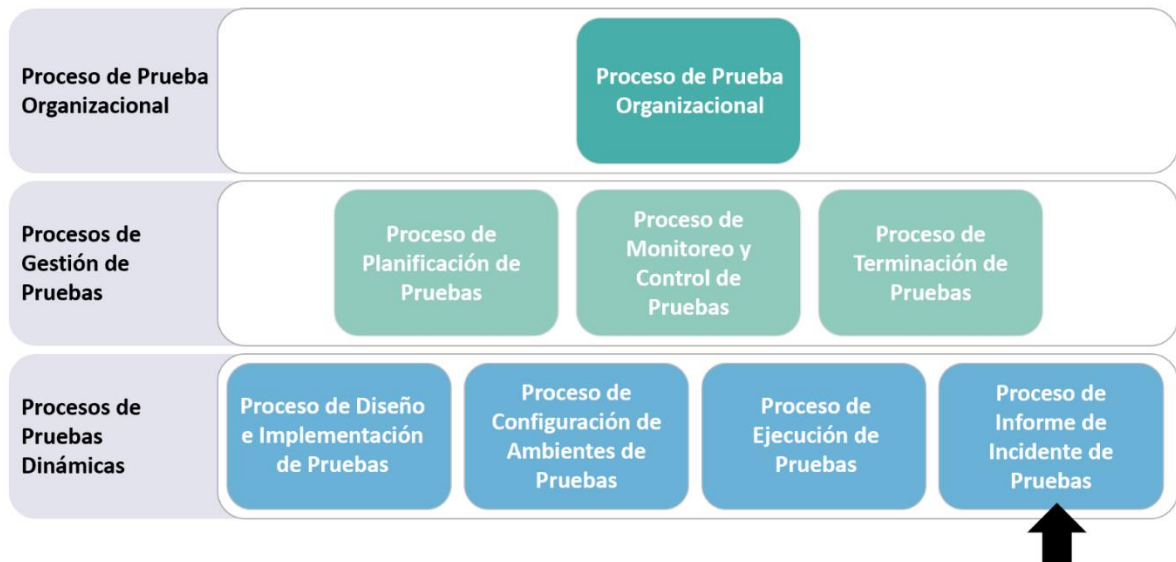 Proceso de Prueba
Organizacional
Proceso de Prueba
Organizacional
Procesos de
Gestión de
Pruebas
Proceso de
Planificación de
Pruebas
Proceso de
Monitoreo y
Control de
Pruebas
Proceso de
Terminación de
Pruebas
Procesos de
Pruebas
Dinámicas
Proceso de Diseño
e Implementación
de Pruebas
Proceso de
Configuración de
Ambientes de
Pruebas
Proceso de
Ejecución de
Pruebas
Proceso de
Informe de
Incidente de
Pruebas